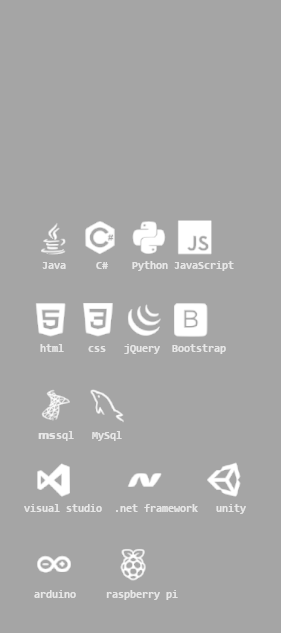 JS
Java C# Python JavaScript
5 3 B
html css jQuery Bootstrap
mssql MySql
visual studio .net framework unity
arduino raspberry pi